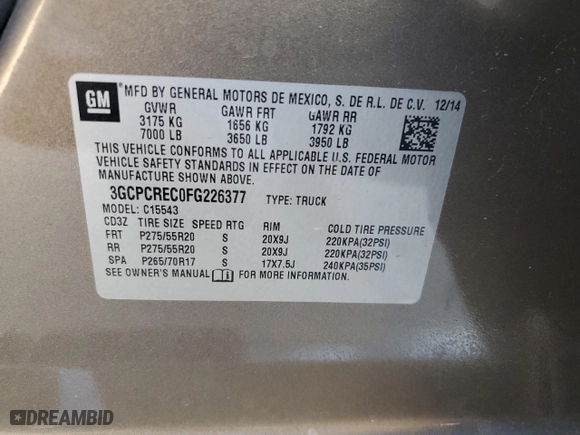 GM
MFD BY GENERAL MOTORS DE MEXICO, S. DE R.L. DE C.V. 12/14
GVWR GAWR FRT GAWR RR
3175 KG 1656 KG 1792 KG
7000 LB 3650 LB 3950 LB
THIS VEHICLE CONFORMS TO ALL APPLICABLE U.S. FEDERAL MOTOR
VEHICLE SAFETY STANDARDS IN EFFECT ON THE DATE OF
MANUFACTURE SHOWN ABOVE.
3GCPCREC0FG226377 TYPE: TRUCK
MODEL: C15543
CD3Z TIRE SIZE SPEED RTG RIM COLD TIRE PRESSURE
FRT P275/55R20 S 20X9J 220KPA(32PSI)
RR P275/55R20 S 20X9J 220KPA(32PSI)
SPA P265/70R17 S 17X7.5J 240KPA(35PSI)
SEE OWNER'S MANUAL FOR MORE INFORMATION.
DREAMBID